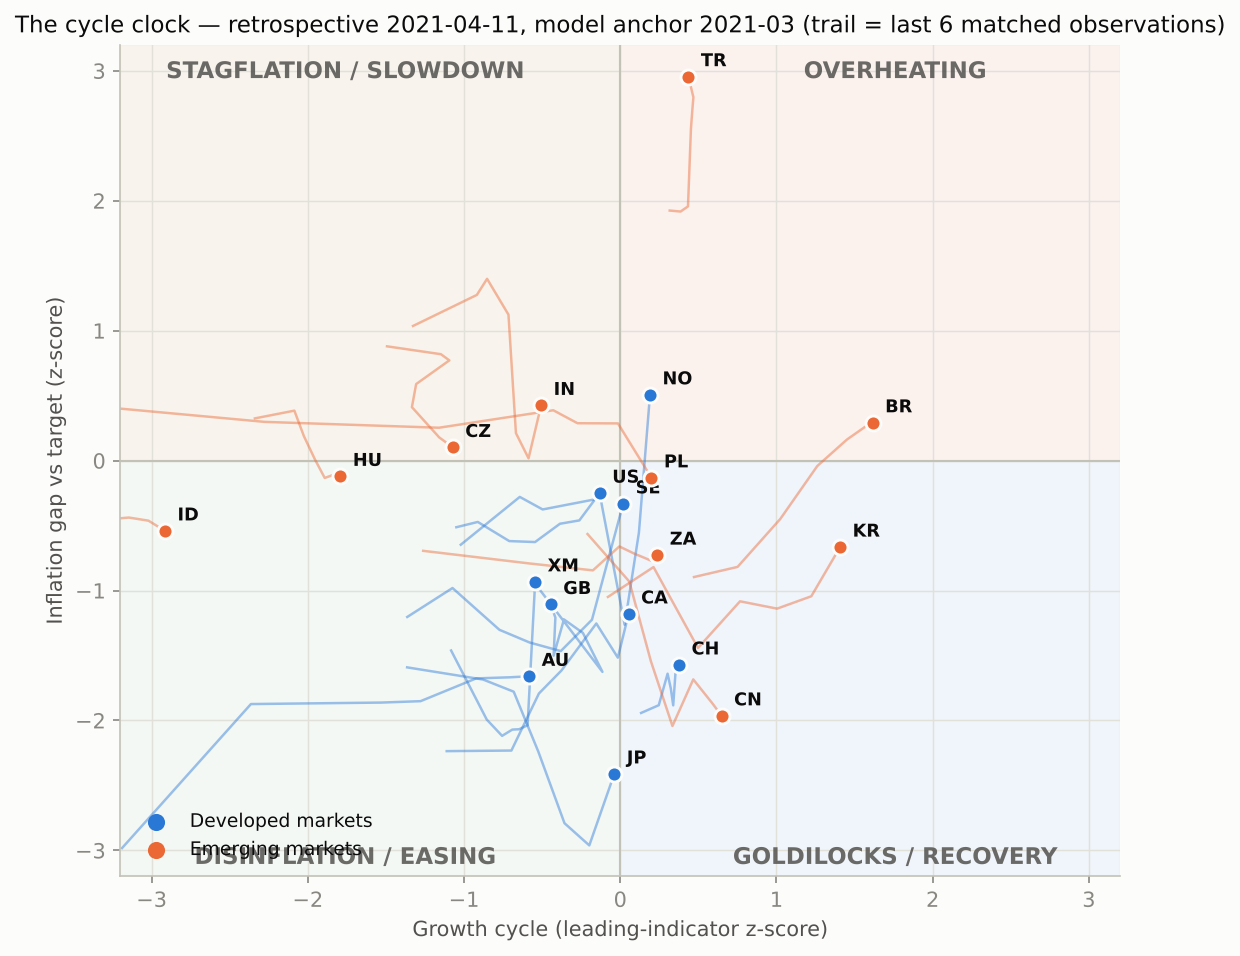 The cycle clock — retrospective 2021-04-11, model anchor 2021-03 (trail = last 6 matched observations)
STAGFLATION / SLOWDOWN
OVERHEATING
TR
NO
IN
BR
CZ
HU
PL
US
SE
ID
KR
ZA
XM
GB
CA
AU
CH
CN
JP
Developed markets
Emerging markets
DISINFLATION / EASING
GOLDILOCKS / RECOVERY
3
2
1
0
−1
−2
−3
Inflation gap vs target (z-score)
−3
−2
−1
0
1
2
3
Growth cycle (leading-indicator z-score)